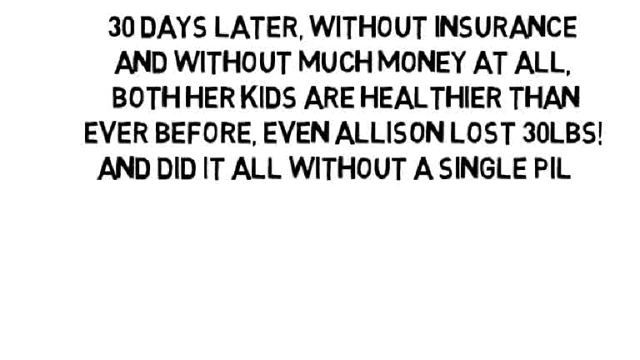 30 DAYS LATER, WITHOUT INSURANCE
AND WITHOUT MUCH MONEY AT ALL,
BOTH HER KIDS ARE HEALTHIER THAN
EVER BEFORE, EVEN ALLISON LOST 30LBS!
AND DID IT ALL WITHOUT A SINGLE PIL